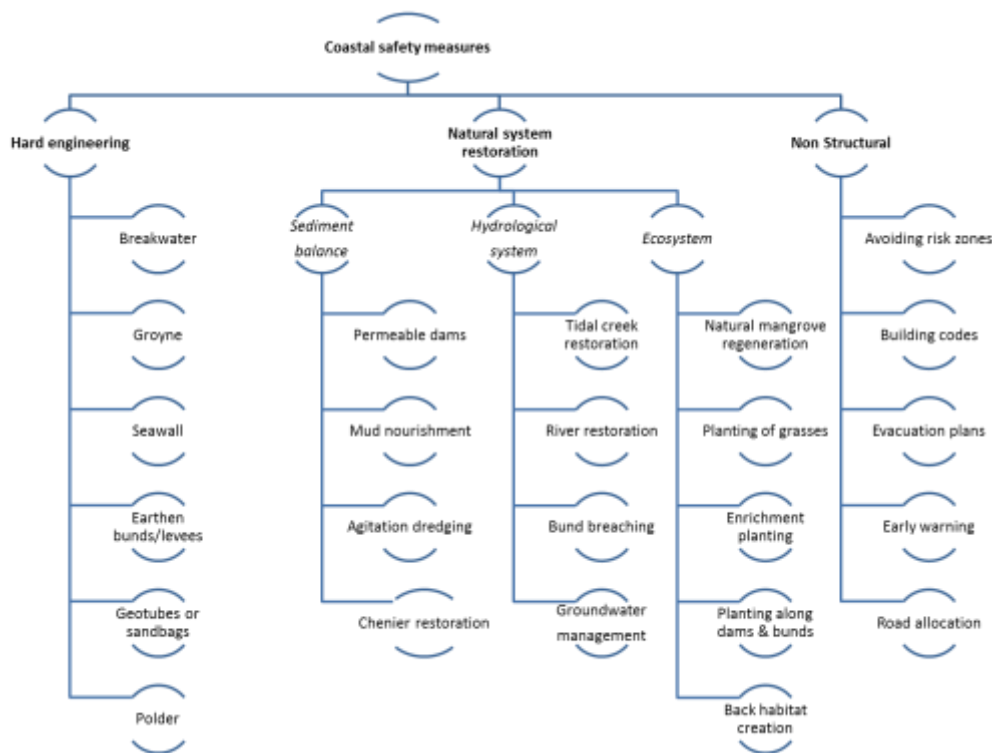 Coastal safety measures
Hard engineering
Natural system
restoration
Non Structural
Sediment
balance
Hydrological
system
Ecosystem
Breakwater
Groyne
Seawall
Earthen
bunds/levees
Geotubes or
sandbags
Polder
Permeable dams
Mud nourishment
Agitation dredging
Chenier restoration
Tidal creek
restoration
River restoration
Bund breaching
Groundwater
management
Natural mangrove
regeneration
Planting of grasses
Enrichment
planting
Planting along
dams & bunds
Back habitat
creation
Avoiding risk zones
Building codes
Evacuation plans
Early warning
Road allocation